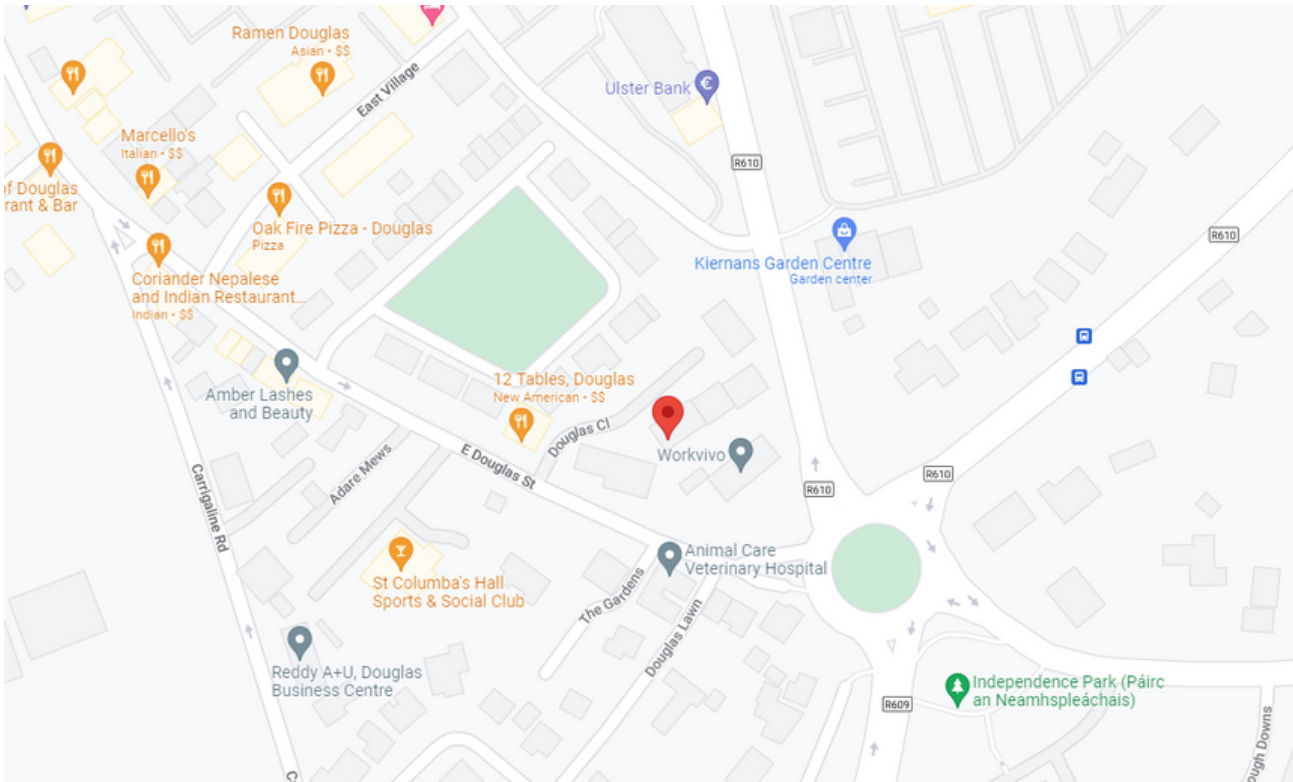 Ramen Douglas
Asian • $$
East Village
Ulster Bank
€
Marcello's
Italian • $$
R610
of Douglas
rant & Bar
Oak Fire Pizza - Douglas
Pizza
R610
Kiernans Garden Centre
Garden center
Coriander Nepalese
and Indian Restaurant...
Indian • $$
12 Tables, Douglas
New American • $$
Amber Lashes
and Beauty
Douglas Cl
Workvivo
E Douglas St
Adare Mews
R610
R610
Carrigaline Rd
Animal Care
Veterinary Hospital
St Columba's Hall
Sports & Social Club
The Gardens
Douglas Lawn
Reddy A+U, Douglas
Business Centre
Independence Park (Páirc
an Neamhspleáchais)
R609
ough Downs
C